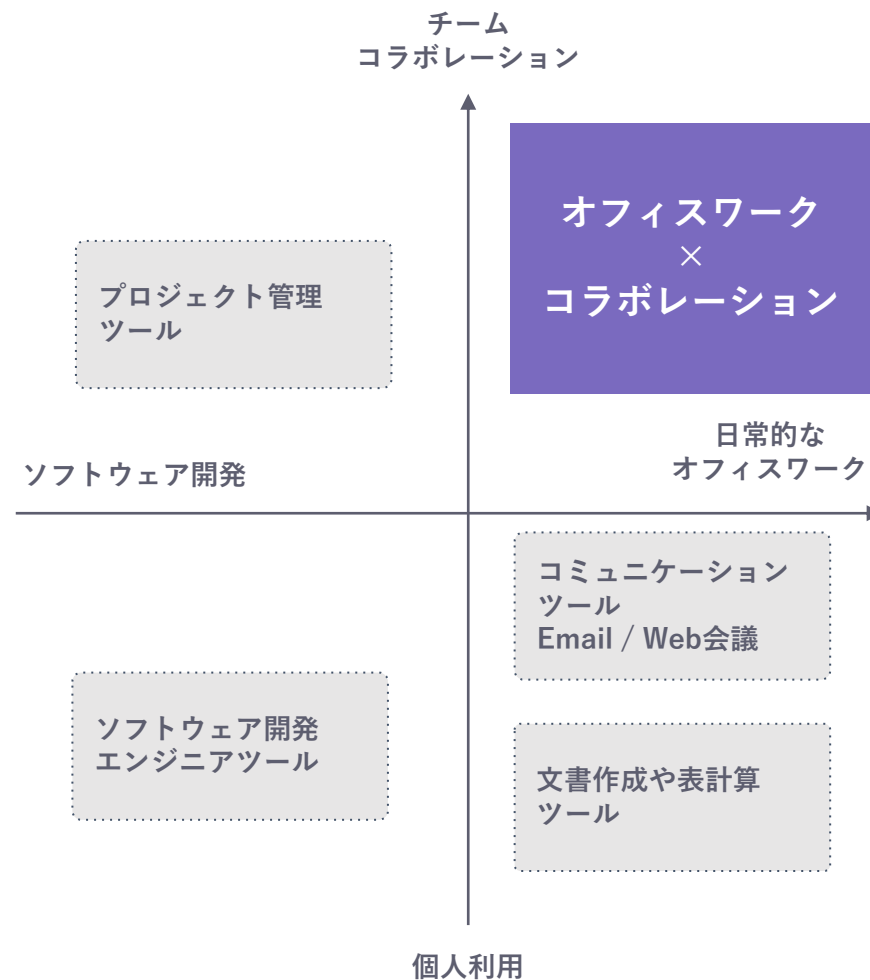 チーム
コラボレーション
オフィスワーク
×
コラボレーション
プロジェクト管理
ツール
日常的な
オフィスワーク
ソフトウェア開発
コミュニケーション
ツール
Email / Web会議
ソフトウェア開発
エンジニアツール
文書作成や表計算
ツール
個人利用